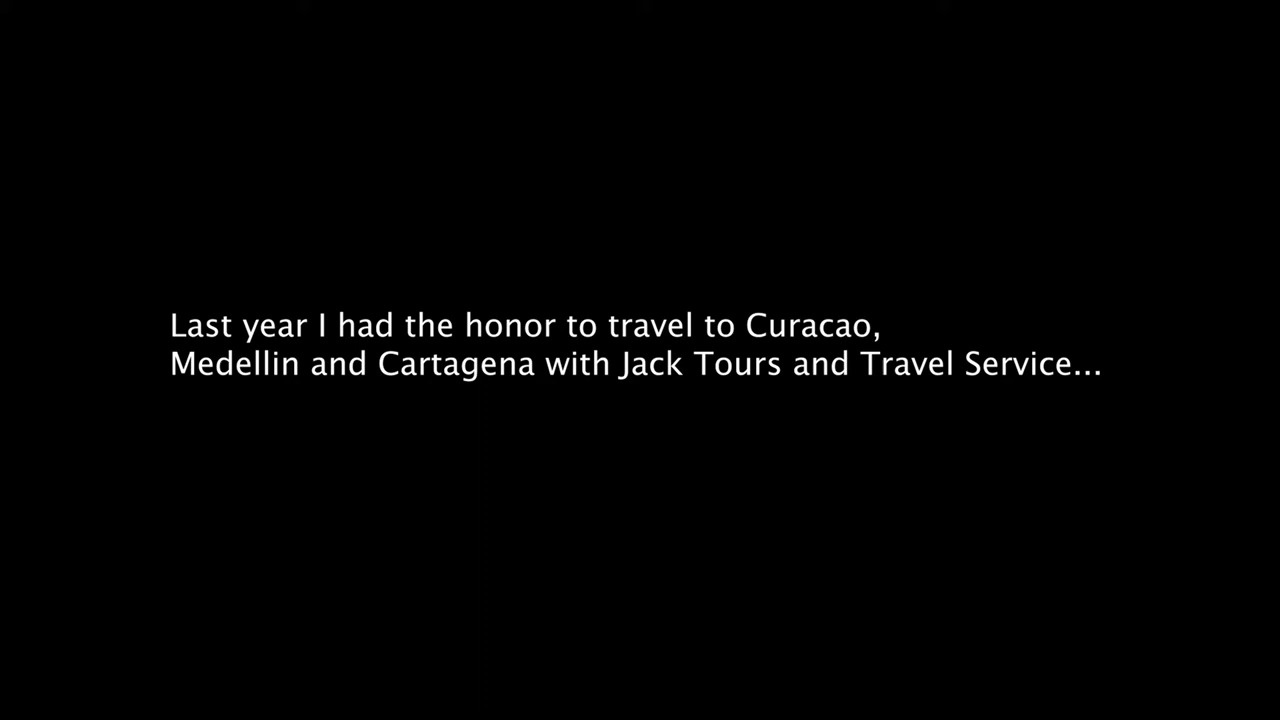 Last year I had the honor to travel to Curacao,
Medellin and Cartagena with Jack Tours and Travel Service...